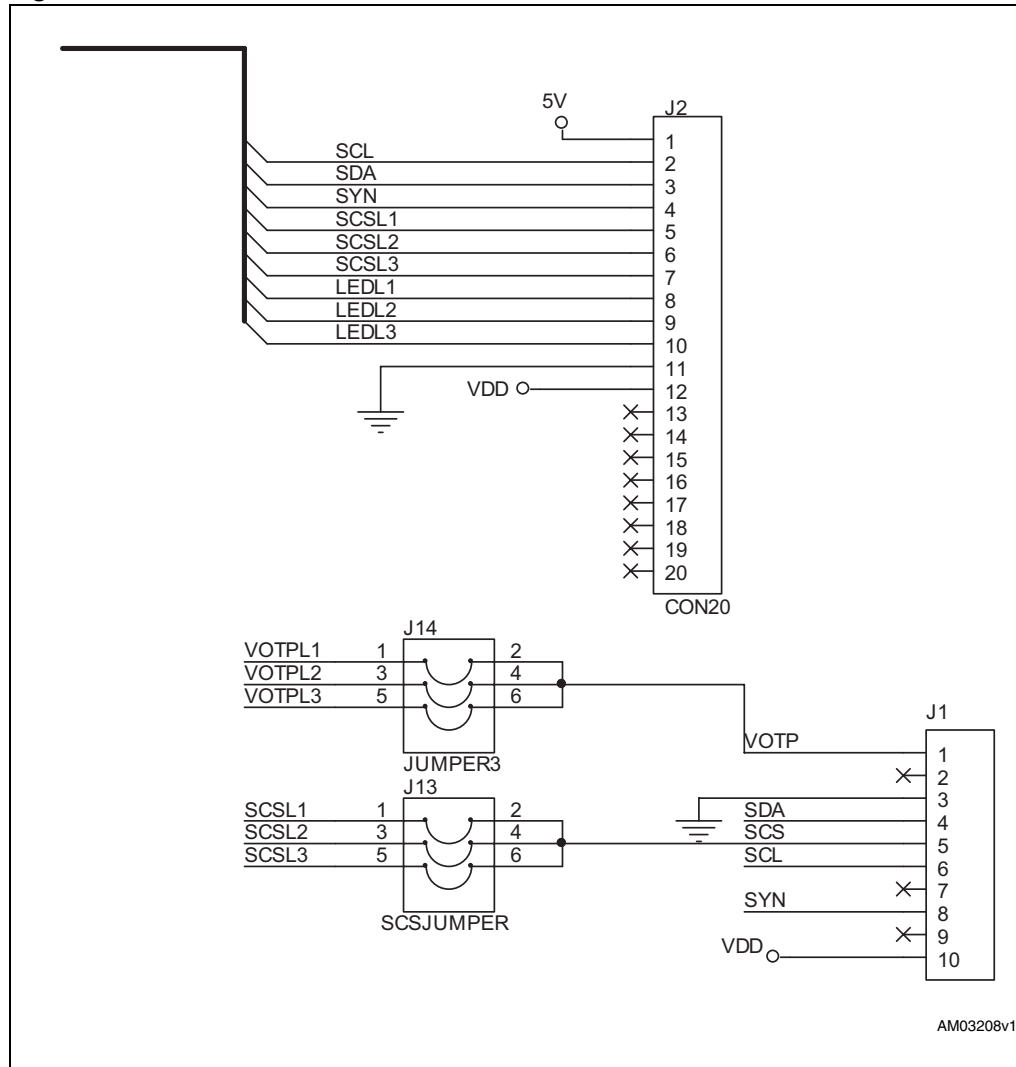 5V
J2
1
SCL
2
SDA
3
SYN
4
SCSL1
5
SCSL2
6
SCSL3
7
LEDL1
8
LEDL2
9
LEDL3
10
11
VDD
12
13
14
15
16
17
18
19
20
CON20
J14
VOTPL1 1 2
VOTPL2 3 4
VOTPL3 5 6
JUMPER3
J13
SCSL1 1 2
SCSL2 3 4
SCSL3 5 6
SCSJUMPER
J1
VOTP
1
2
3
SDA
4
SCS
5
SCL
6
7
SYN
8
9
VDD
10
AM03208v1